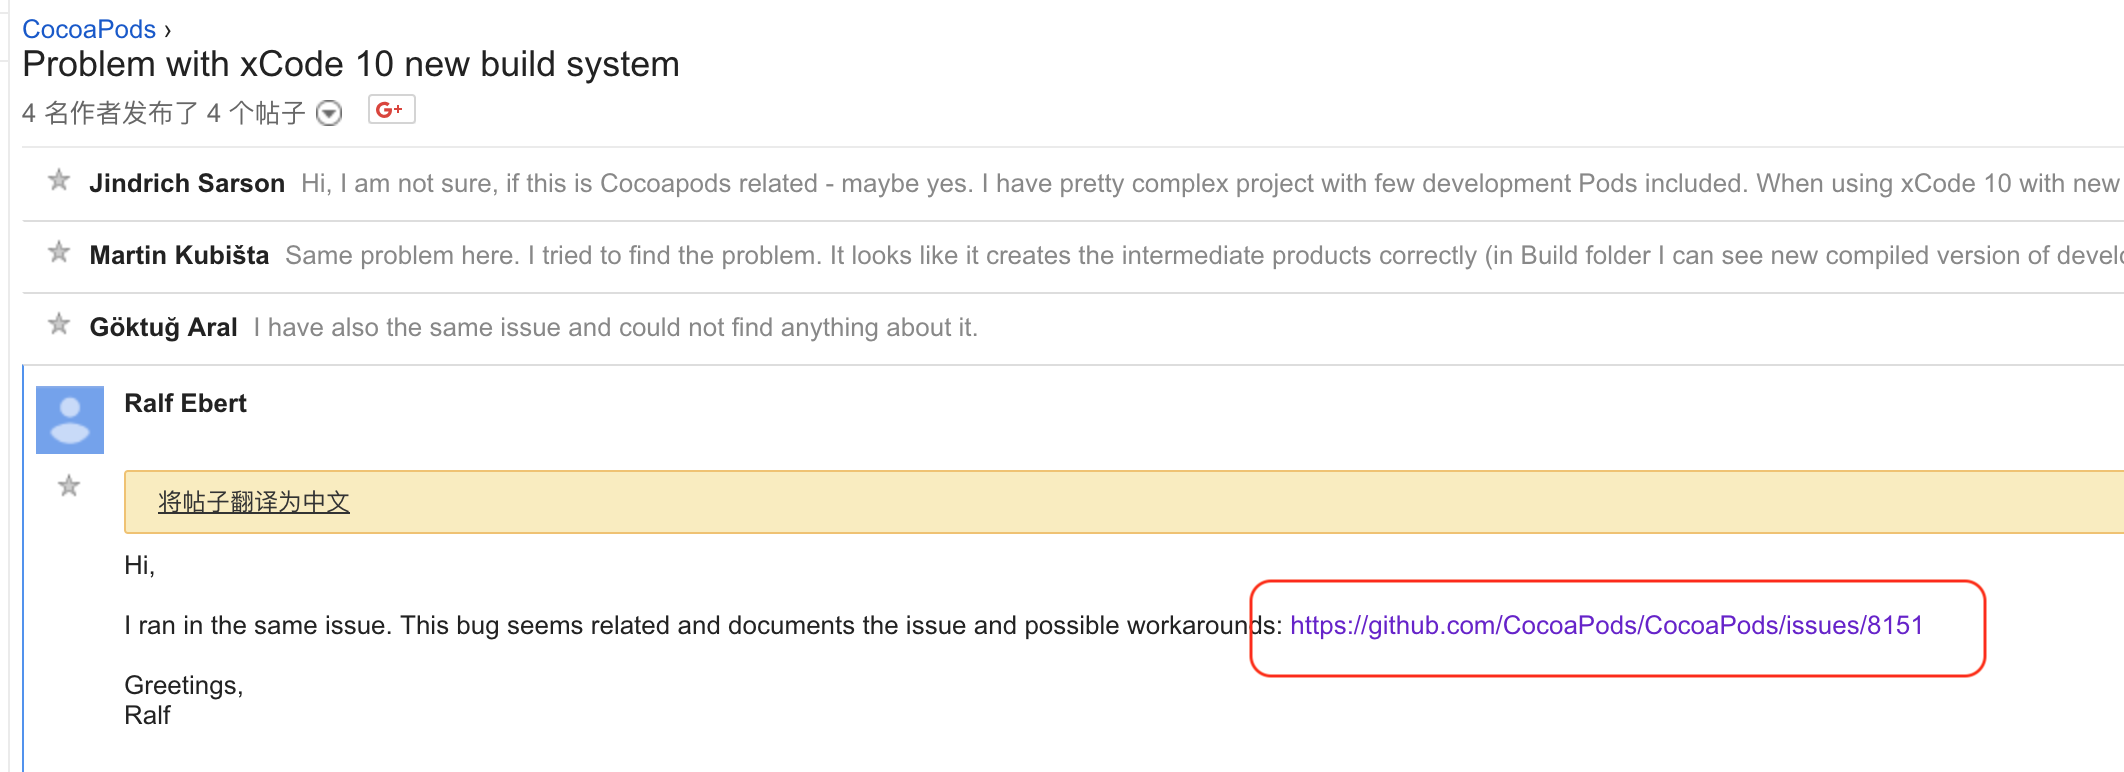 CocoaPods ›
Problem with xCode 10 new build system
4 名作者发布了 4 个帖子
G+
Jindrich Sarson Hi, I am not sure, if this is Cocoapods related - maybe yes. I have pretty complex project with few development Pods included. When using xCode 10 with new
Martin Kubišta Same problem here. I tried to find the problem. It looks like it creates the intermediate products correctly (in Build folder I can see new compiled version of develo
Göktuğ Aral I have also the same issue and could not find anything about it.
Ralf Ebert
将帖子翻译为中文
Hi,
I ran in the same issue. This bug seems related and documents the issue and possible workarounds: https://github.com/CocoaPods/CocoaPods/issues/8151
Greetings,
Ralf